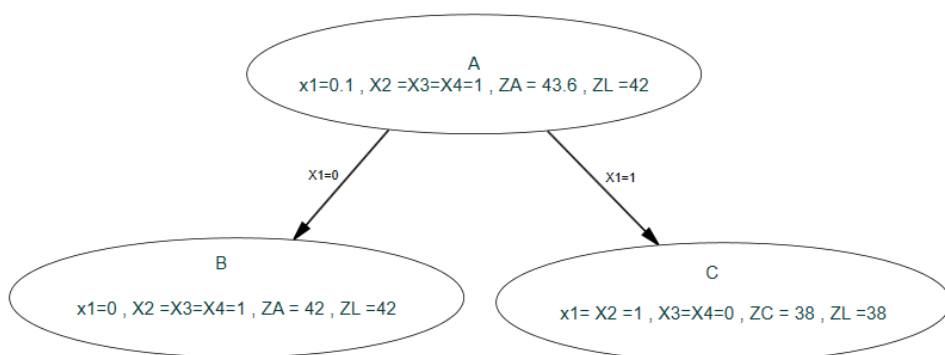 A
x1=0.1 , X2 =X3=X4=1 , ZA = 43.6 , ZL =42
X1=0
X1=1
B
x1=0 , X2 =X3=X4=1 , ZA = 42 , ZL =42
C
x1= X2 =1 , X3=X4=0 , ZC = 38 , ZL =38